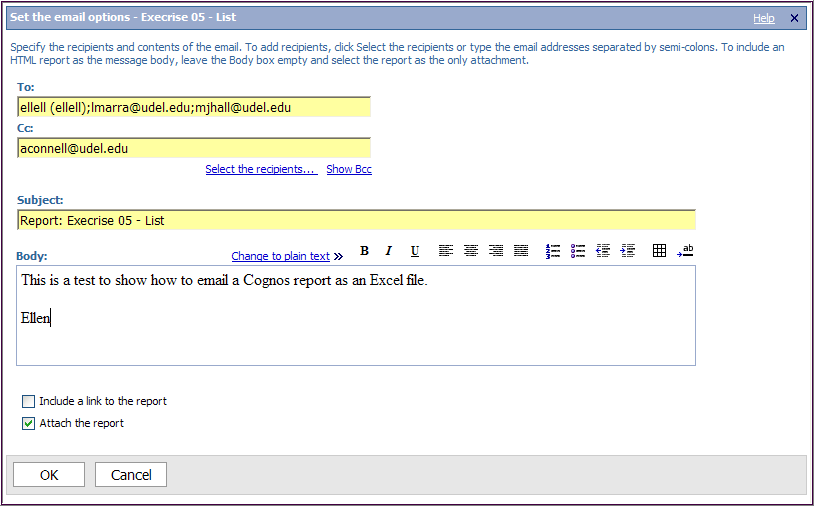 Set the email options - Execrise 05 - List Help
Specify the recipients and contents of the email. To add recipients, click Select the recipients or type the email addresses separated by semi-colons. To include an
HTML report as the message body, leave the Body box empty and select the report as the only attachment.
To:
ellell (ellell);lmarra@udel.edu;mjhall@udel.edu
Cc:
aconnell@udel.edu
Select the recipients... Show Bcc
Subject:
Report: Execrise 05 - List
Body: Change to plain text » B I U ab
This is a test to show how to email a Cognos report as an Excel file.
Ellen
Include a link to the report
Attach the report
OK Cancel